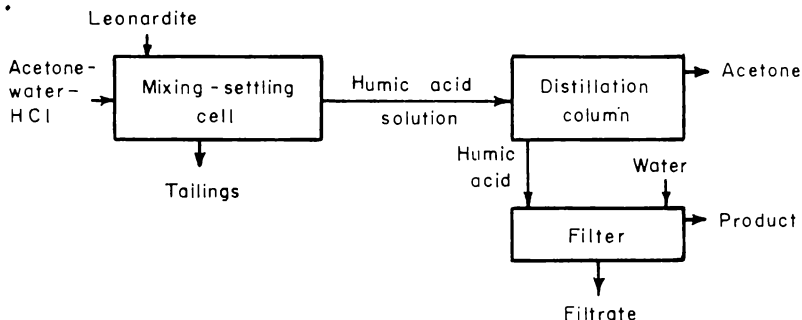 Leonardite
Acetone-
water-
HCl
Mixing-settling
cell
Tailings
Humic acid
solution
Distillation
column
Acetone
Humic
acid
Water
Filter
Product
Filtrate